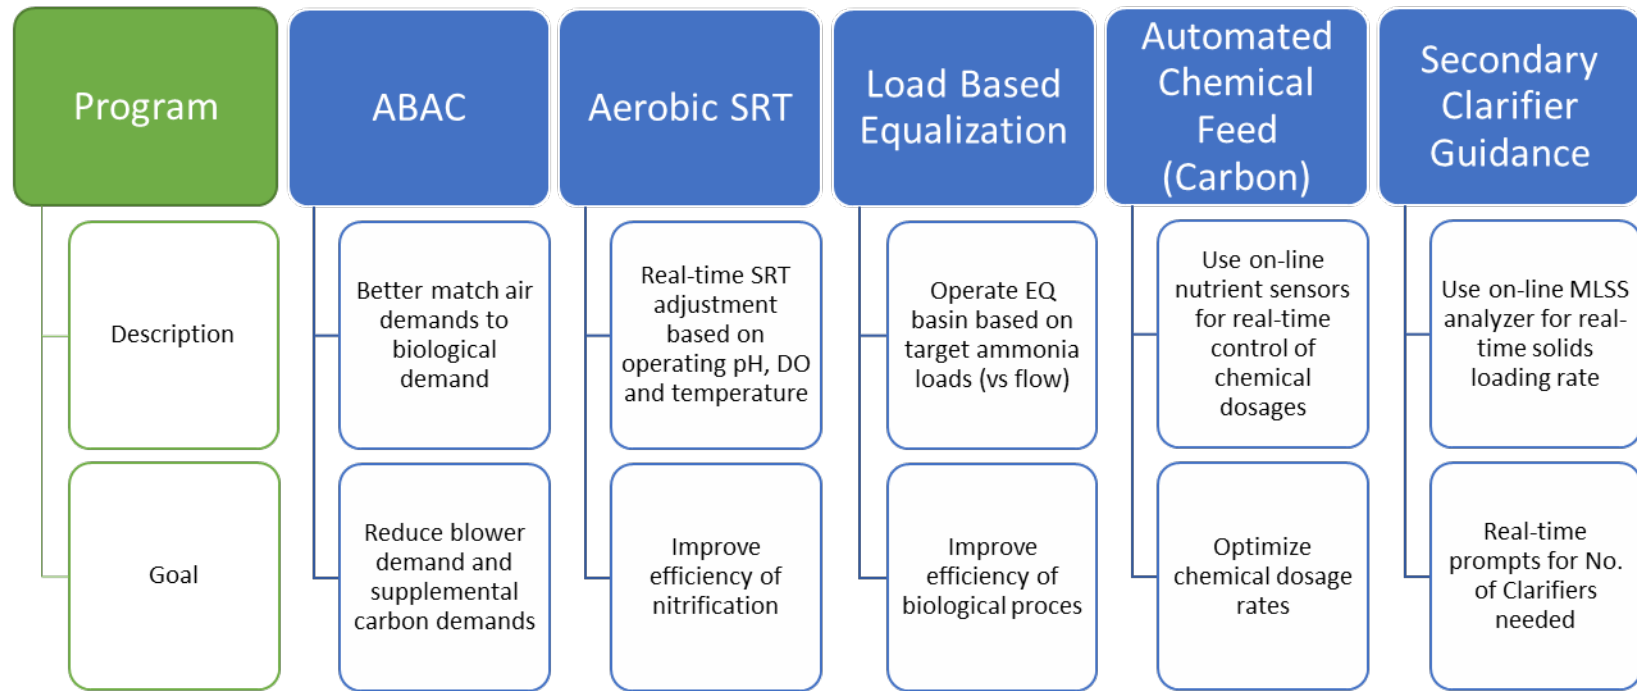 Program
Description
Goal
ABAC
Better match air
demands to
biological
demand
Reduce blower
demand and
supplemental
carbon demands
Aerobic SRT
Real-time SRT
adjustment
based on
operating pH, DO
and temperature
Improve
efficiency of
nitrification
Load Based
Equalization
Operate EQ
basin based on
target ammonia
loads (vs flow)
Improve
efficiency of
biological proces
Automated
Chemical
Feed
(Carbon)
Use on-line
nutrient sensors
for real-time
control of
chemical
dosages
Optimize
chemical dosage
rates
Secondary
Clarifier
Guidance
Use on-line MLSS
analyzer for real-
time solids
loading rate
Real-time
prompts for No.
of Clarifiers
needed